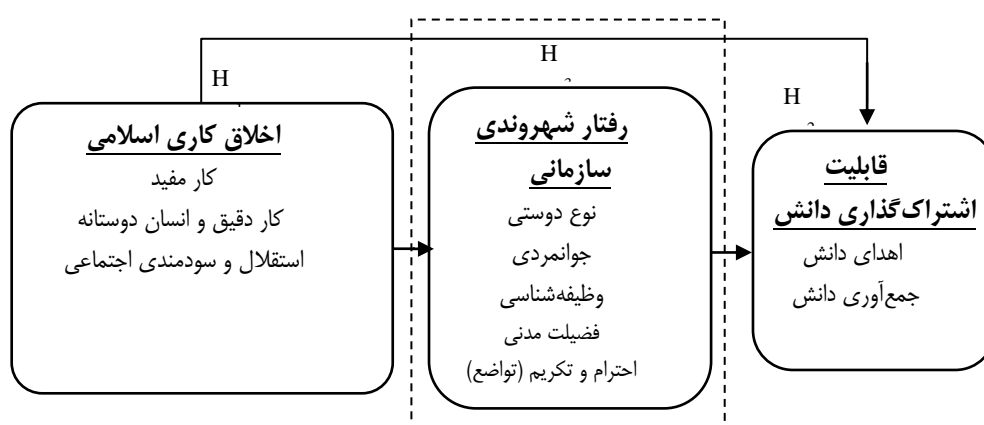 H
H
H
اخلاق کاری اسلامی
کار مفید
کار دقیق و انسان دوستانه
استقلال و سودمندی اجتماعی
رفتار شهروندی
سازمانی
نوع دوستی
جوانمردی
وظیفه‌شناسی
فضیلت مدنی
احترام و تکریم (تواضع)
قابلیت
اشتراک‌گذاری دانش
اهدای دانش
جمع‌آوری دانش